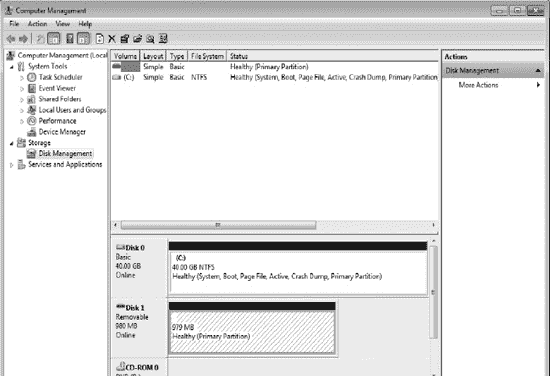 Computer Management
File Action View Help
Computer Management (Local
System Tools
Task Scheduler
Event Viewer
Shared Folders
Local Users and Groups
Performance
Device Manager
Storage
Disk Management
Services and Applications
Volume Layout Type File System Status
Simple Basic Healthy (Primary Partition)
(C:) Simple Basic NTFS Healthy (System, Boot, Page File, Active, Crash Dump, Primary Partition
Disk 0
Basic
40.00 GB
Online
(C:)
40.00 GB NTFS
Healthy (System, Boot, Page File, Active, Crash Dump, Primary Partition)
Disk 1
Removable
980 MB
Online
979 MB
Healthy (Primary Partition)
CD-ROM 0
Actions
Disk Management
More Actions